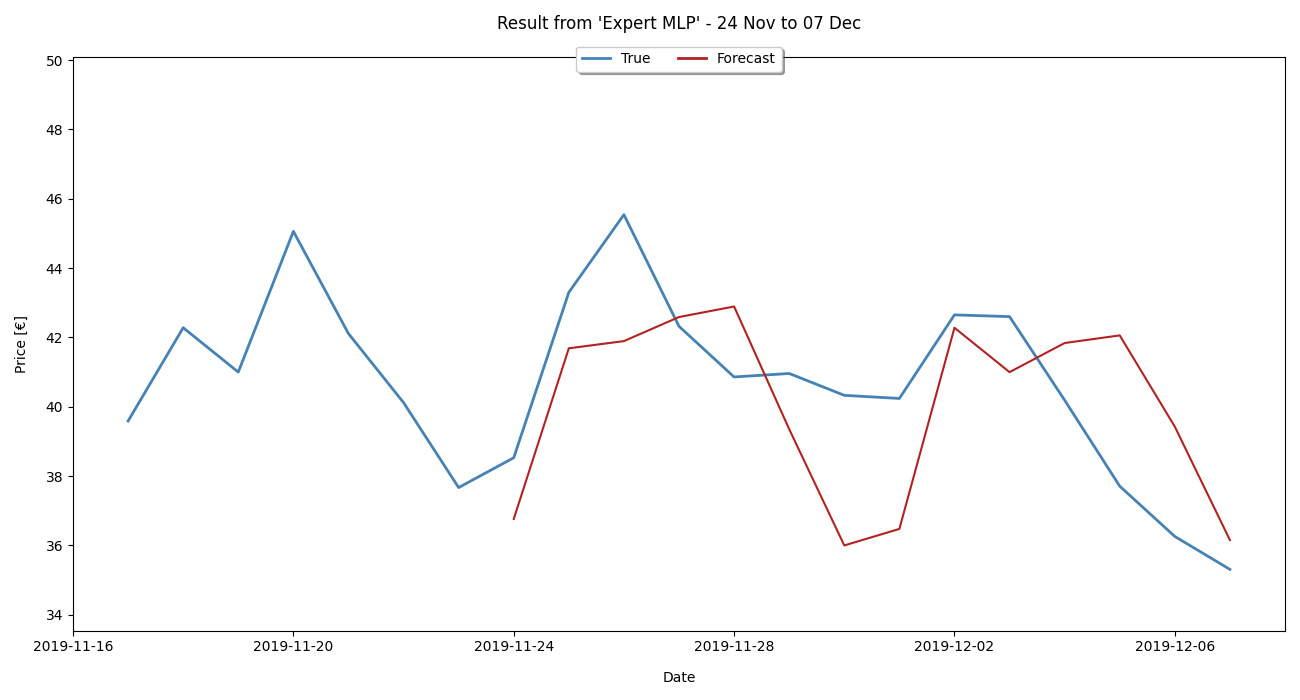 Result from 'Expert MLP' - 24 Nov to 07 Dec
True Forecast
50
48
46
44
42
40
38
36
34
Price [€]
2019-11-16 2019-11-20 2019-11-24 2019-11-28 2019-12-02 2019-12-06
Date